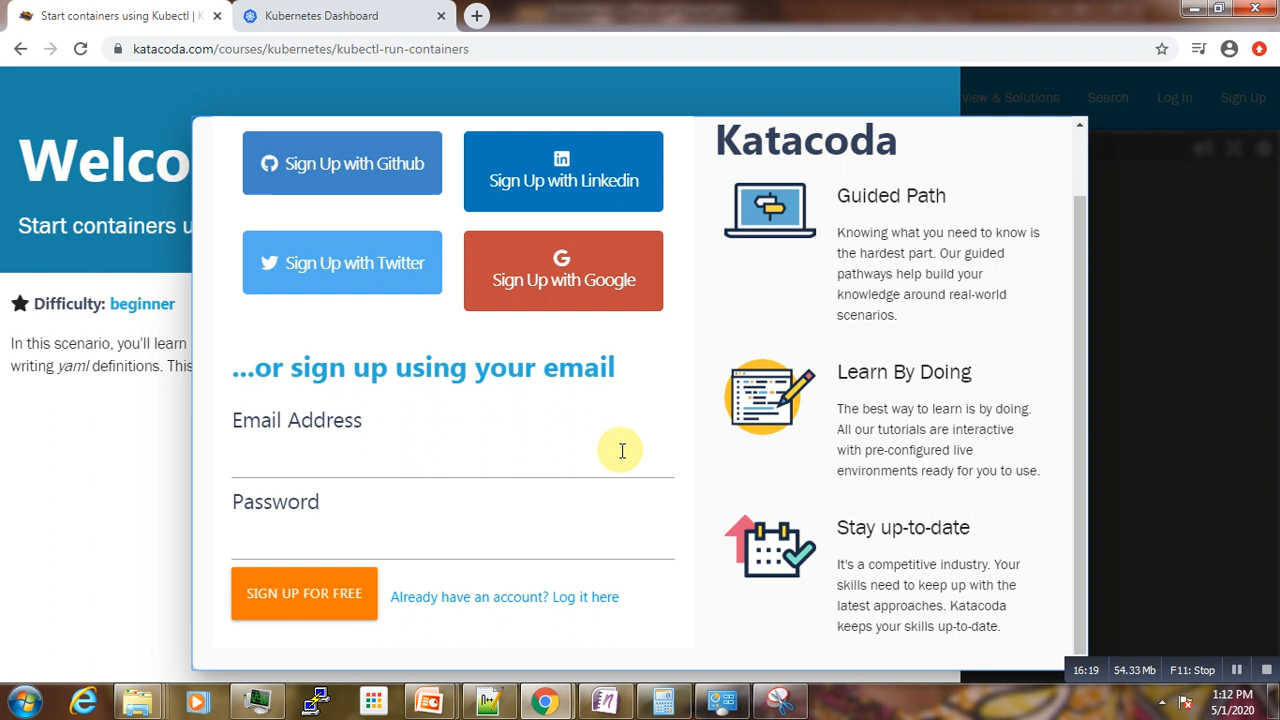 Start containers using Kubectl | K
Kubernetes Dashboard
katacoda.com/courses/kubernetes/kubectl-run-containers
view & Solutions
Search
Log In
Sign Up
Welco
Start containers u
Difficulty: beginner
In this scenario, you'll learn
writing yaml definitions. This
Sign Up with Github
Sign Up with Linkedin
Sign Up with Twitter
Sign Up with Google
...or sign up using your email
Email Address
Password
SIGN UP FOR FREE
Already have an account? Log it here
Katacoda
Guided Path
Knowing what you need to know is
the hardest part. Our guided
pathways help build your
knowledge around real-world
scenarios.
Learn By Doing
The best way to learn is by doing.
All our tutorials are interactive
with pre-configured live
environments ready for you to use.
Stay up-to-date
It's a competitive industry. Your
skills need to keep up with the
latest approaches. Katacoda
keeps your skills up-to-date.
16:19
54.33 Mb
F11: Stop
1:12 PM
5/1/2020